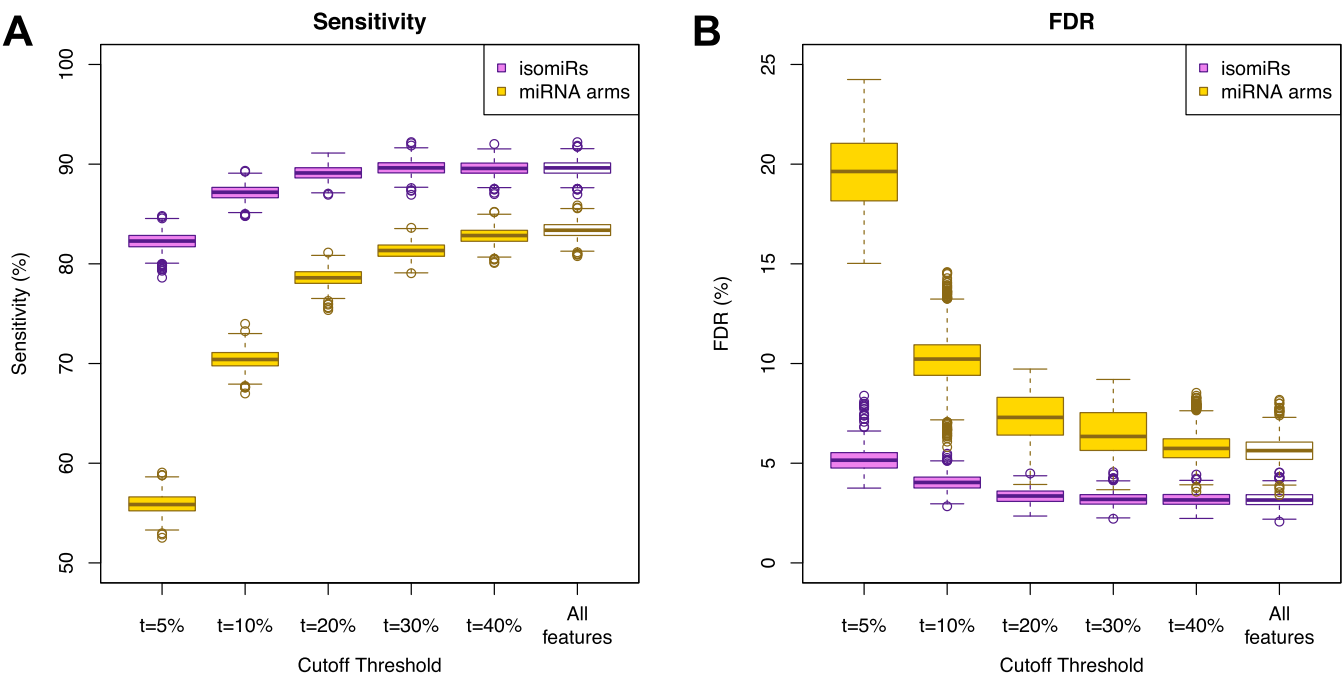 A
Sensitivity
isomiRs
miRNA arms
Sensitivity (%)
100
90
80
70
60
50
t=5% t=10% t=20% t=30% t=40% All features
Cutoff Threshold
B
FDR
isomiRs
miRNA arms
FDR (%)
25
20
15
10
5
0
t=5% t=10% t=20% t=30% t=40% All features
Cutoff Threshold